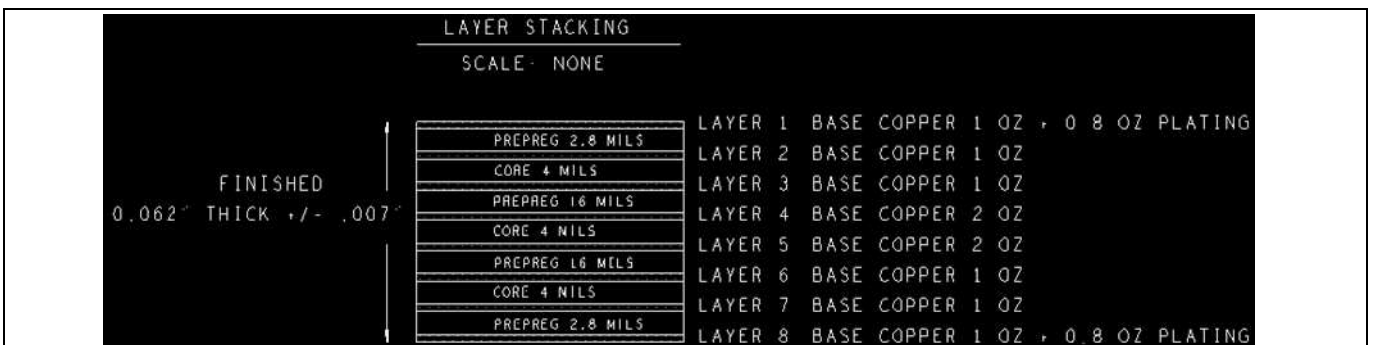 LAYER STACKING
SCALE- NONE
LAYER 1 BASE COPPER 1 OZ + 0.8 OZ PLATING
PREPREG 2.8 MILS
LAYER 2 BASE COPPER 1 OZ
CORE 4 MILS
FINISHED
LAYER 3 BASE COPPER 1 OZ
PREPREG 16 MILS
0.062" THICK +/- .007"
LAYER 4 BASE COPPER 2 OZ
CORE 4 MILS
LAYER 5 BASE COPPER 2 OZ
PREPREG 16 MILS
LAYER 6 BASE COPPER 1 OZ
CORE 4 MILS
LAYER 7 BASE COPPER 1 OZ
PREPREG 2.8 MILS
LAYER 8 BASE COPPER 1 OZ + 0.8 OZ PLATING